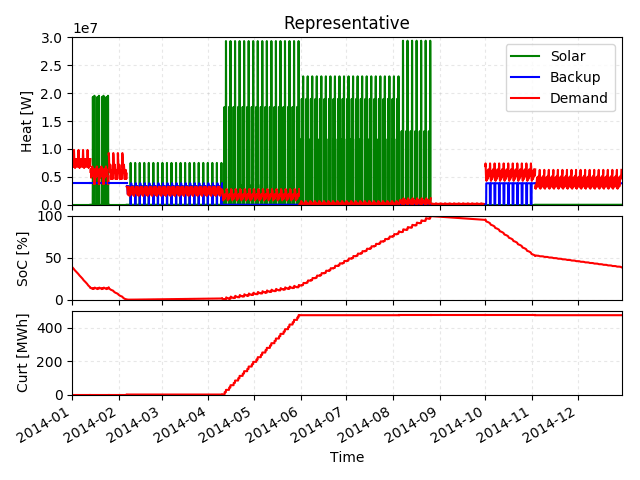 Representative
1e7
3.0
2.5
2.0
1.5
1.0
0.5
0.0
Heat [W]
Solar
Backup
Demand
100
50
0
SoC [%]
400
200
0
Curt [MWh]
2014-01
2014-02
2014-03
2014-04
2014-05
2014-06
2014-07
2014-08
2014-09
2014-10
2014-11
2014-12
Time